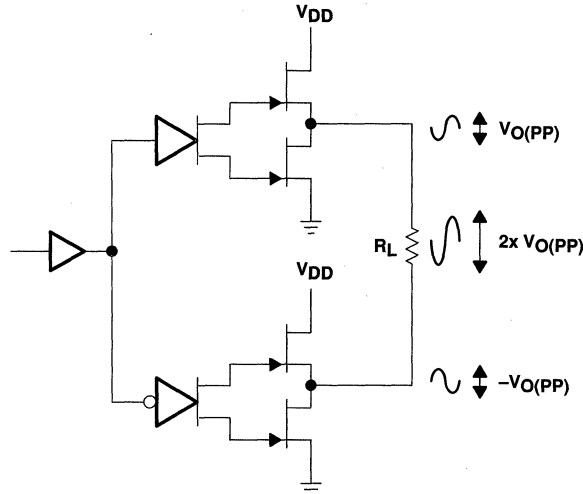 VDD
VO(PP)
RL
2x VO(PP)
VDD
–VO(PP)